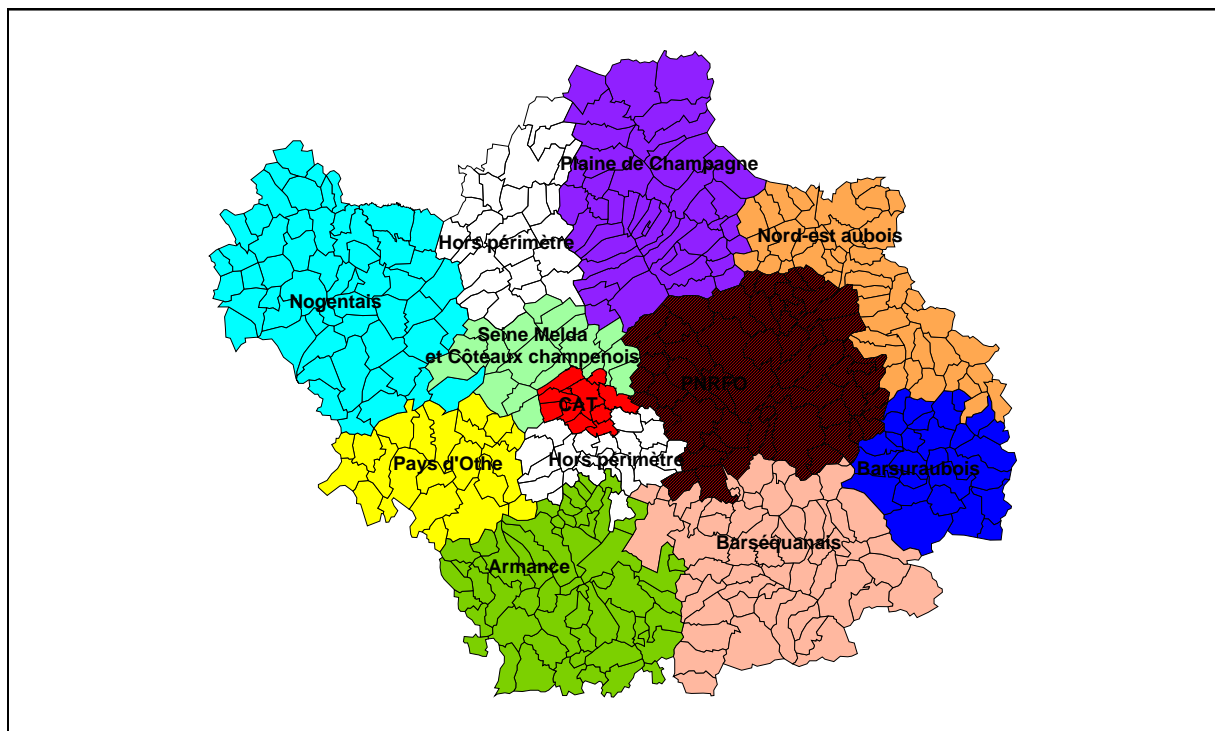 Plaine de Champagne
Hors périmètre
Nord-est aubois
Nogentais
Seine Melda
et Côteaux champenois
PNRFO
CAT
Pays d'Othe
Hors périmètre
Barsuraubois
Barséquanais
Armance